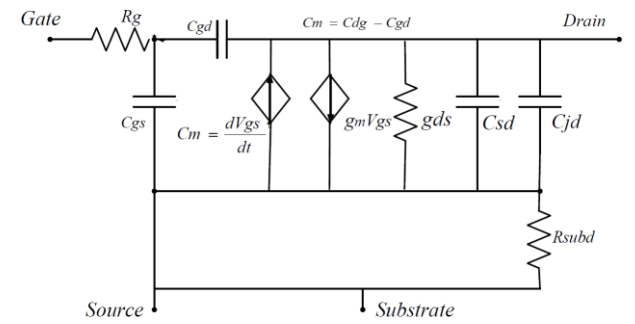 Gate
Rg
Cgd
Cm = Cdg − Cgd
Drain
Cgs
Cm = dVgs
dt
gmVgs
gds
Csd
Cjd
Rsubd
Source
Substrate